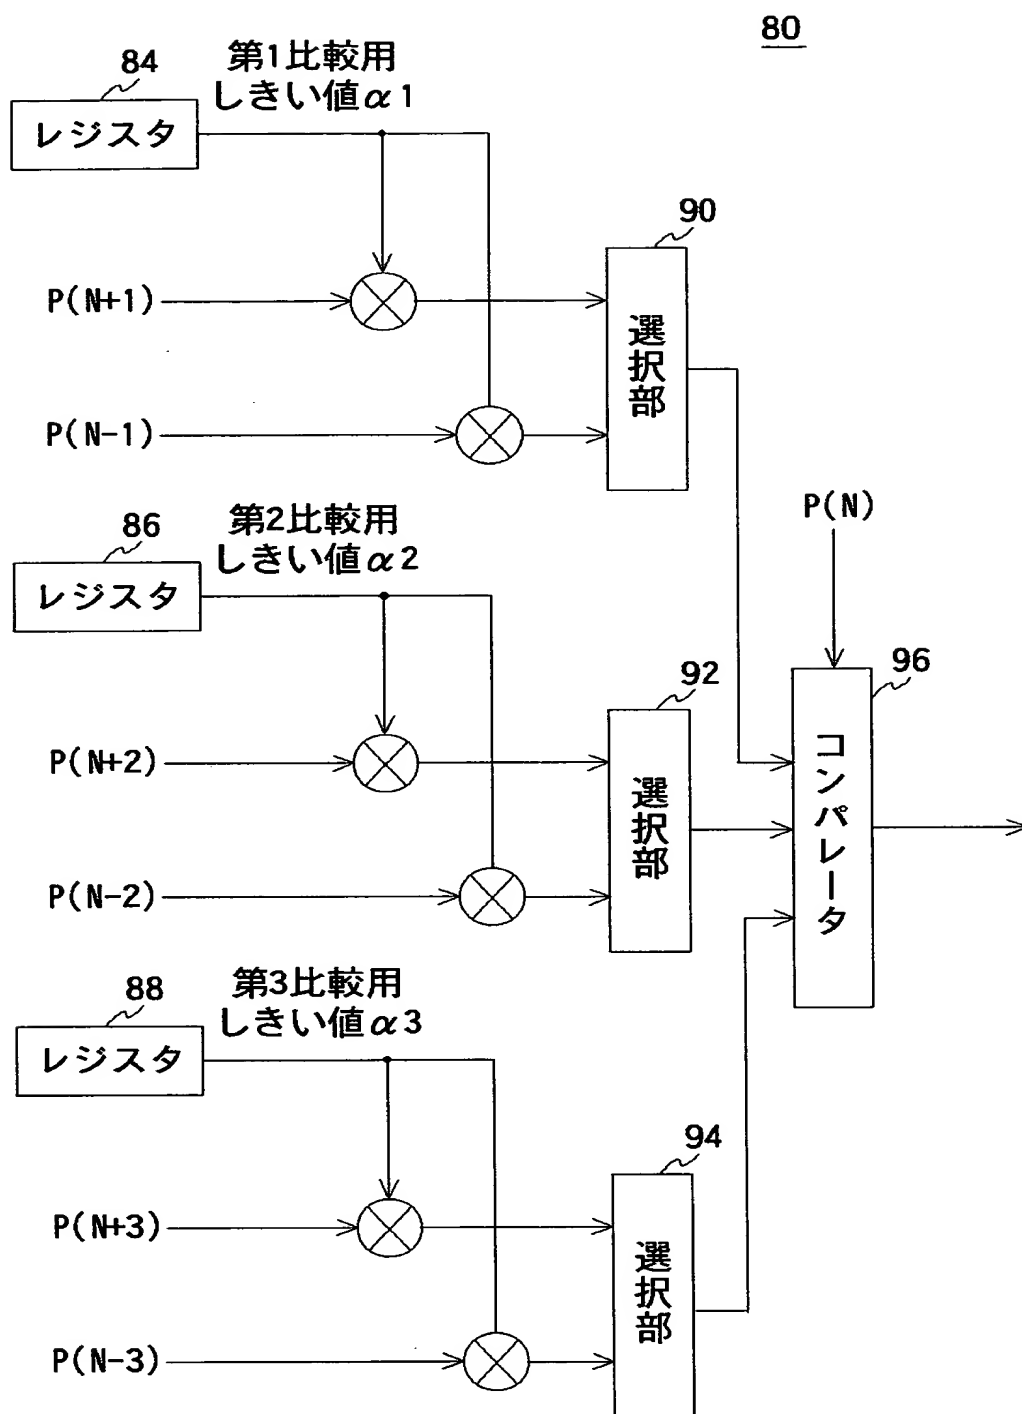 80
84
第1比較用
しきい値α1
レジスタ
90
P(N+1)
選択部
P(N-1)
86
第2比較用
しきい値α2
レジスタ
P(N)
92
96
P(N+2)
選択部
コンパレータ
P(N-2)
88
第3比較用
しきい値α3
レジスタ
94
P(N+3)
選択部
P(N-3)